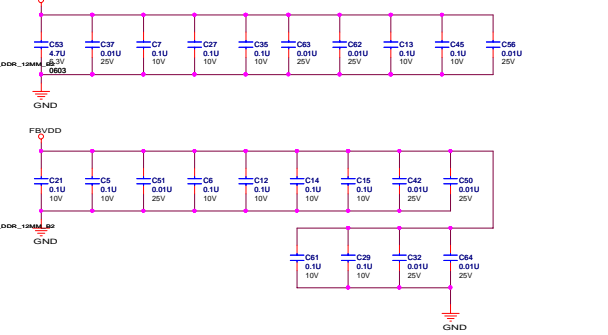 C53 C37 C7 C27 C35 C63 C62 C13 C45 C56
4.7U 0.01U 0.1U 0.1U 0.1U 0.01U 0.01U 0.1U 0.1U 0.01U
6.3V 25V 10V 10V 10V 25V 25V 10V 10V 25V
0603
GND
FBVDD
C21 C5 C51 C6 C12 C14 C15 C42 C50
0.1U 0.1U 0.01U 0.1U 0.1U 0.1U 0.1U 0.01U 0.01U
10V 10V 25V 10V 10V 10V 10V 25V 25V
_DDR_12MM_B2
GND
C61 C29 C32 C64
0.1U 0.1U 0.01U 0.01U
10V 10V 25V 25V
GND